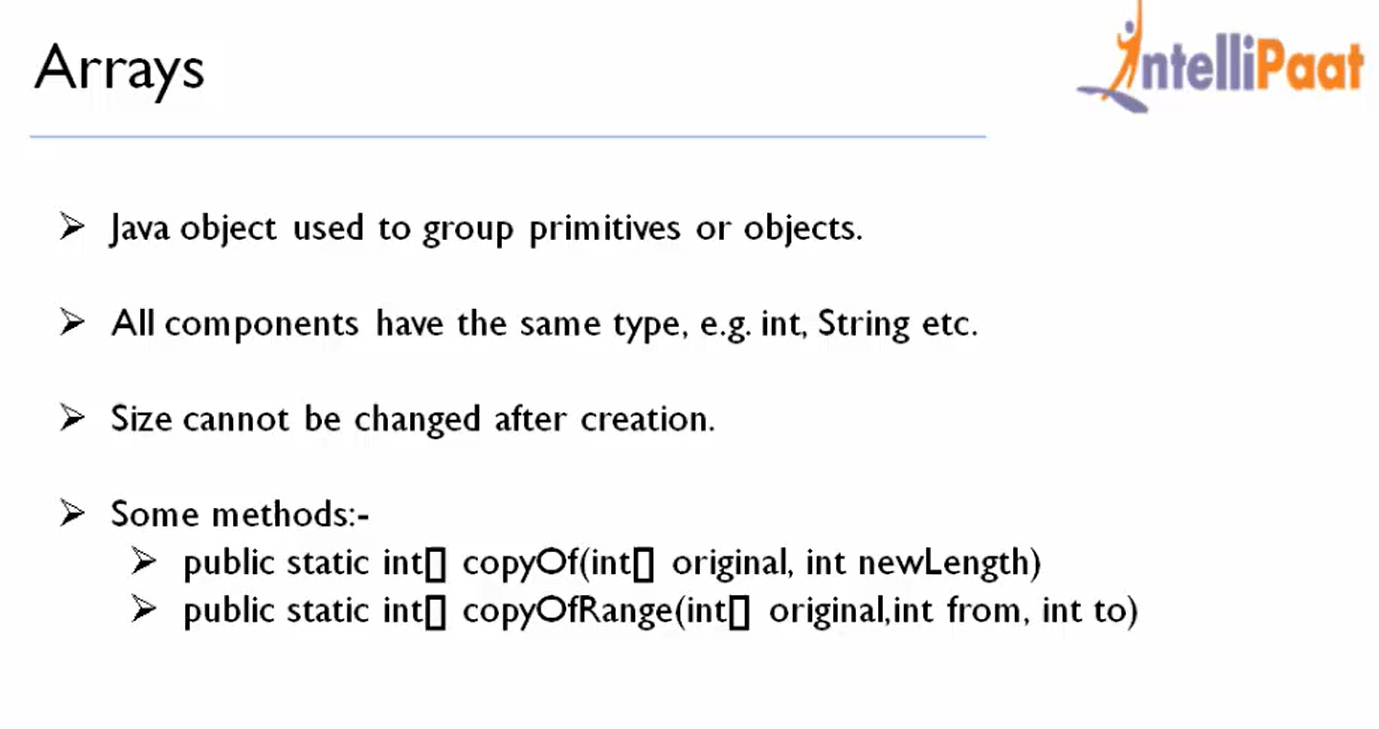 Arrays
IntelliPaat
➢ Java object used to group primitives or objects.
➢ All components have the same type, e.g. int, String etc.
➢ Size cannot be changed after creation.
➢ Some methods:-
➢ public static int[] copyOf(int[] original, int newLength)
➢ public static int[] copyOfRange(int[] original,int from, int to)